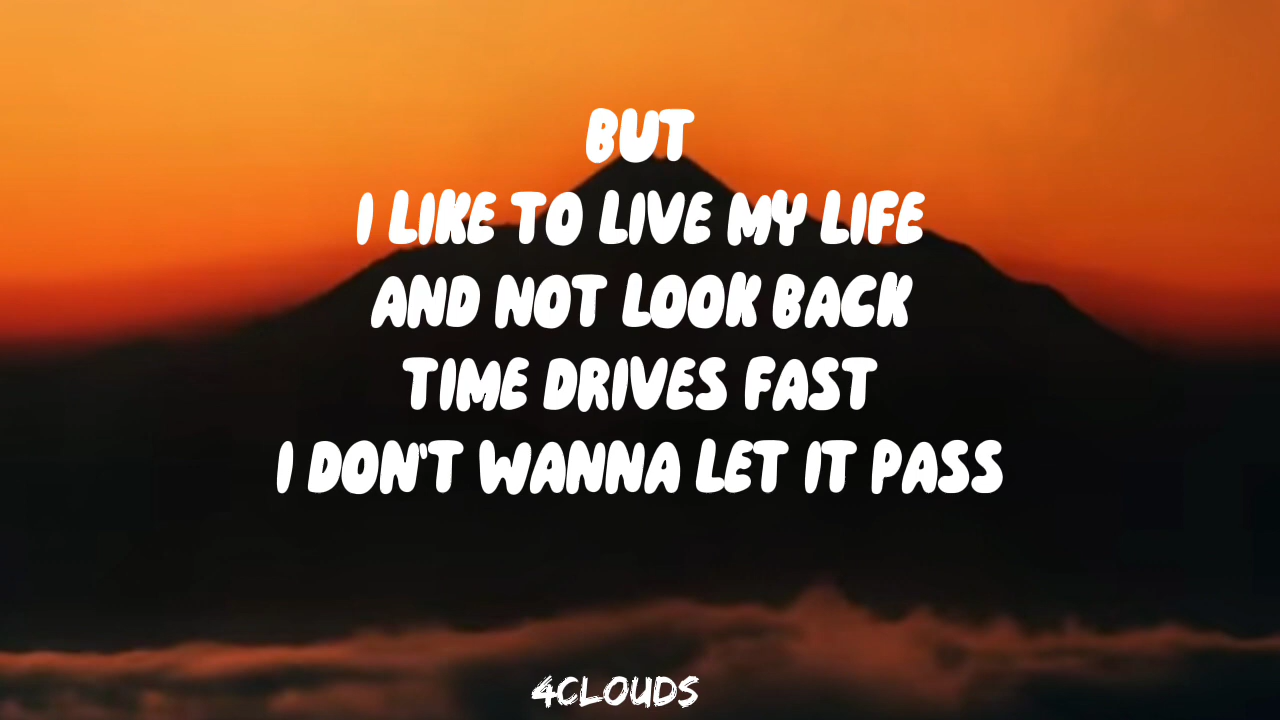 BUT
I LIKE TO LIVE MY LIFE
AND NOT LOOK BACK
TIME DRIVES FAST
I DON'T WANNA LET IT PASS
4CLOUDS